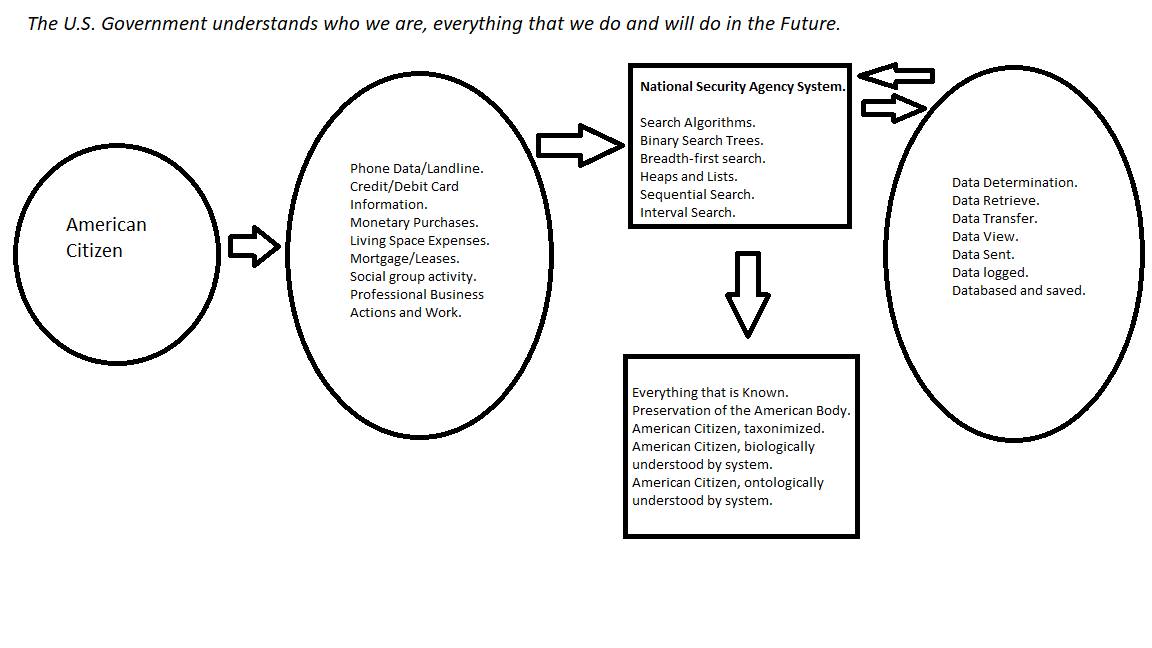 The U.S. Government understands who we are, everything that we do and will do in the Future.
American
Citizen
Phone Data/Landline.
Credit/Debit Card
Information.
Monetary Purchases.
Living Space Expenses.
Mortgage/Leases.
Social group activity.
Professional Business
Actions and Work.
National Security Agency System.
Search Algorithms.
Binary Search Trees.
Breadth-first search.
Heaps and Lists.
Sequential Search.
Interval Search.
Data Determination.
Data Retrieve.
Data Transfer.
Data View.
Data Sent.
Data logged.
Databased and saved.
Everything that is Known.
Preservation of the American Body.
American Citizen, taxonimized.
American Citizen, biologically
understood by system.
American Citizen, ontologically
understood by system.